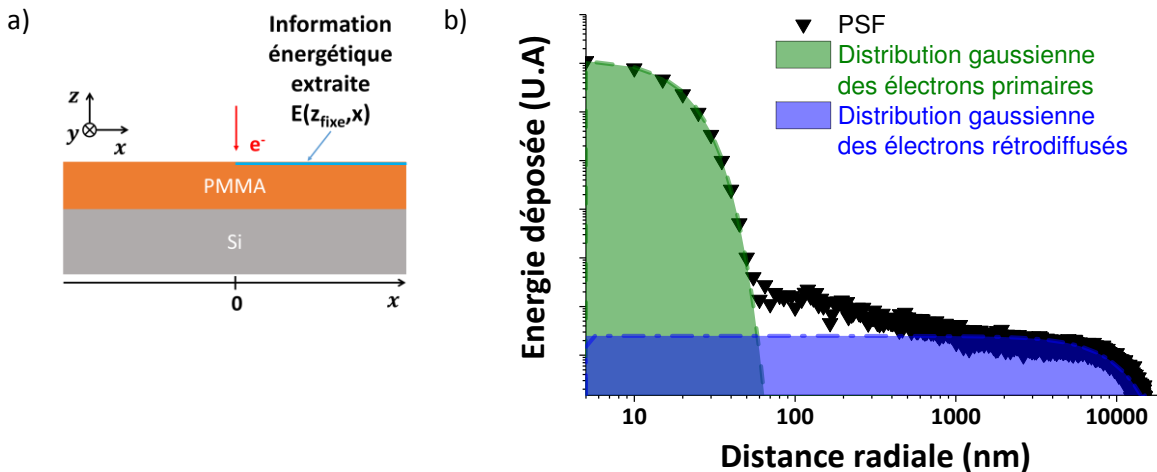 a)
Information
énergétique
extraite
E(z_fixe,x)
z
y
x
e-
PMMA
Si
0
x
b)
Energie déposée (U.A)
PSF
Distribution gaussienne
des électrons primaires
Distribution gaussienne
des électrons rétrodiffusés
10
100
1000
10000
Distance radiale (nm)